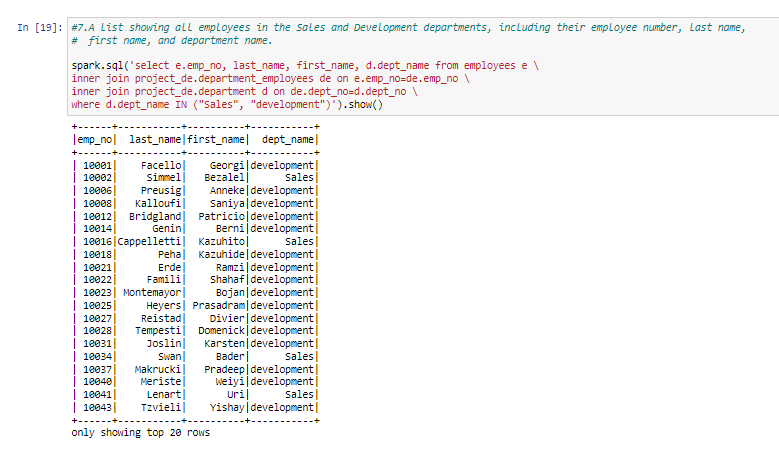 In [19]: #7.A list showing all employees in the Sales and Development departments, including their employee number, last name,
# first name, and department name.
spark.sql('select e.emp_no, last_name, first_name, d.dept_name from employees e \
inner join project_de.department_employees de on e.emp_no=de.emp_no \
inner join project_de.department d on de.dept_no=d.dept_no \
where d.dept_name IN ("Sales", "development")').show()
+------+-----------+----------+-----------+
|emp_no|  last_name|first_name|  dept_name|
+------+-----------+----------+-----------+
| 10001|    Facello|    Georgi|development|
| 10002|     Simmel|   Bezalel|      Sales|
| 10006|    Preusig|    Anneke|development|
| 10008|   Kalloufi|    Saniya|development|
| 10012|  Bridgland|  Patricio|development|
| 10014|      Genin|     Berni|development|
| 10016|Cappelletti|  Kazuhito|      Sales|
| 10018|       Peha|  Kazuhide|development|
| 10021|       Erde|     Ramzi|development|
| 10022|     Famili|    Shahaf|development|
| 10023| Montemayor|     Bojan|development|
| 10025|     Heyers| Prasadram|development|
| 10027|    Reistad|    Divier|development|
| 10028|   Tempesti|  Domenick|development|
| 10031|     Joslin|   Karsten|development|
| 10034|       Swan|     Bader|      Sales|
| 10037|   Makrucki|   Pradeep|development|
| 10040|    Meriste|     Weiyi|development|
| 10041|     Lenart|       Uri|      Sales|
| 10043|    Tzvieli|    Yishay|development|
+------+-----------+----------+-----------+
only showing top 20 rows